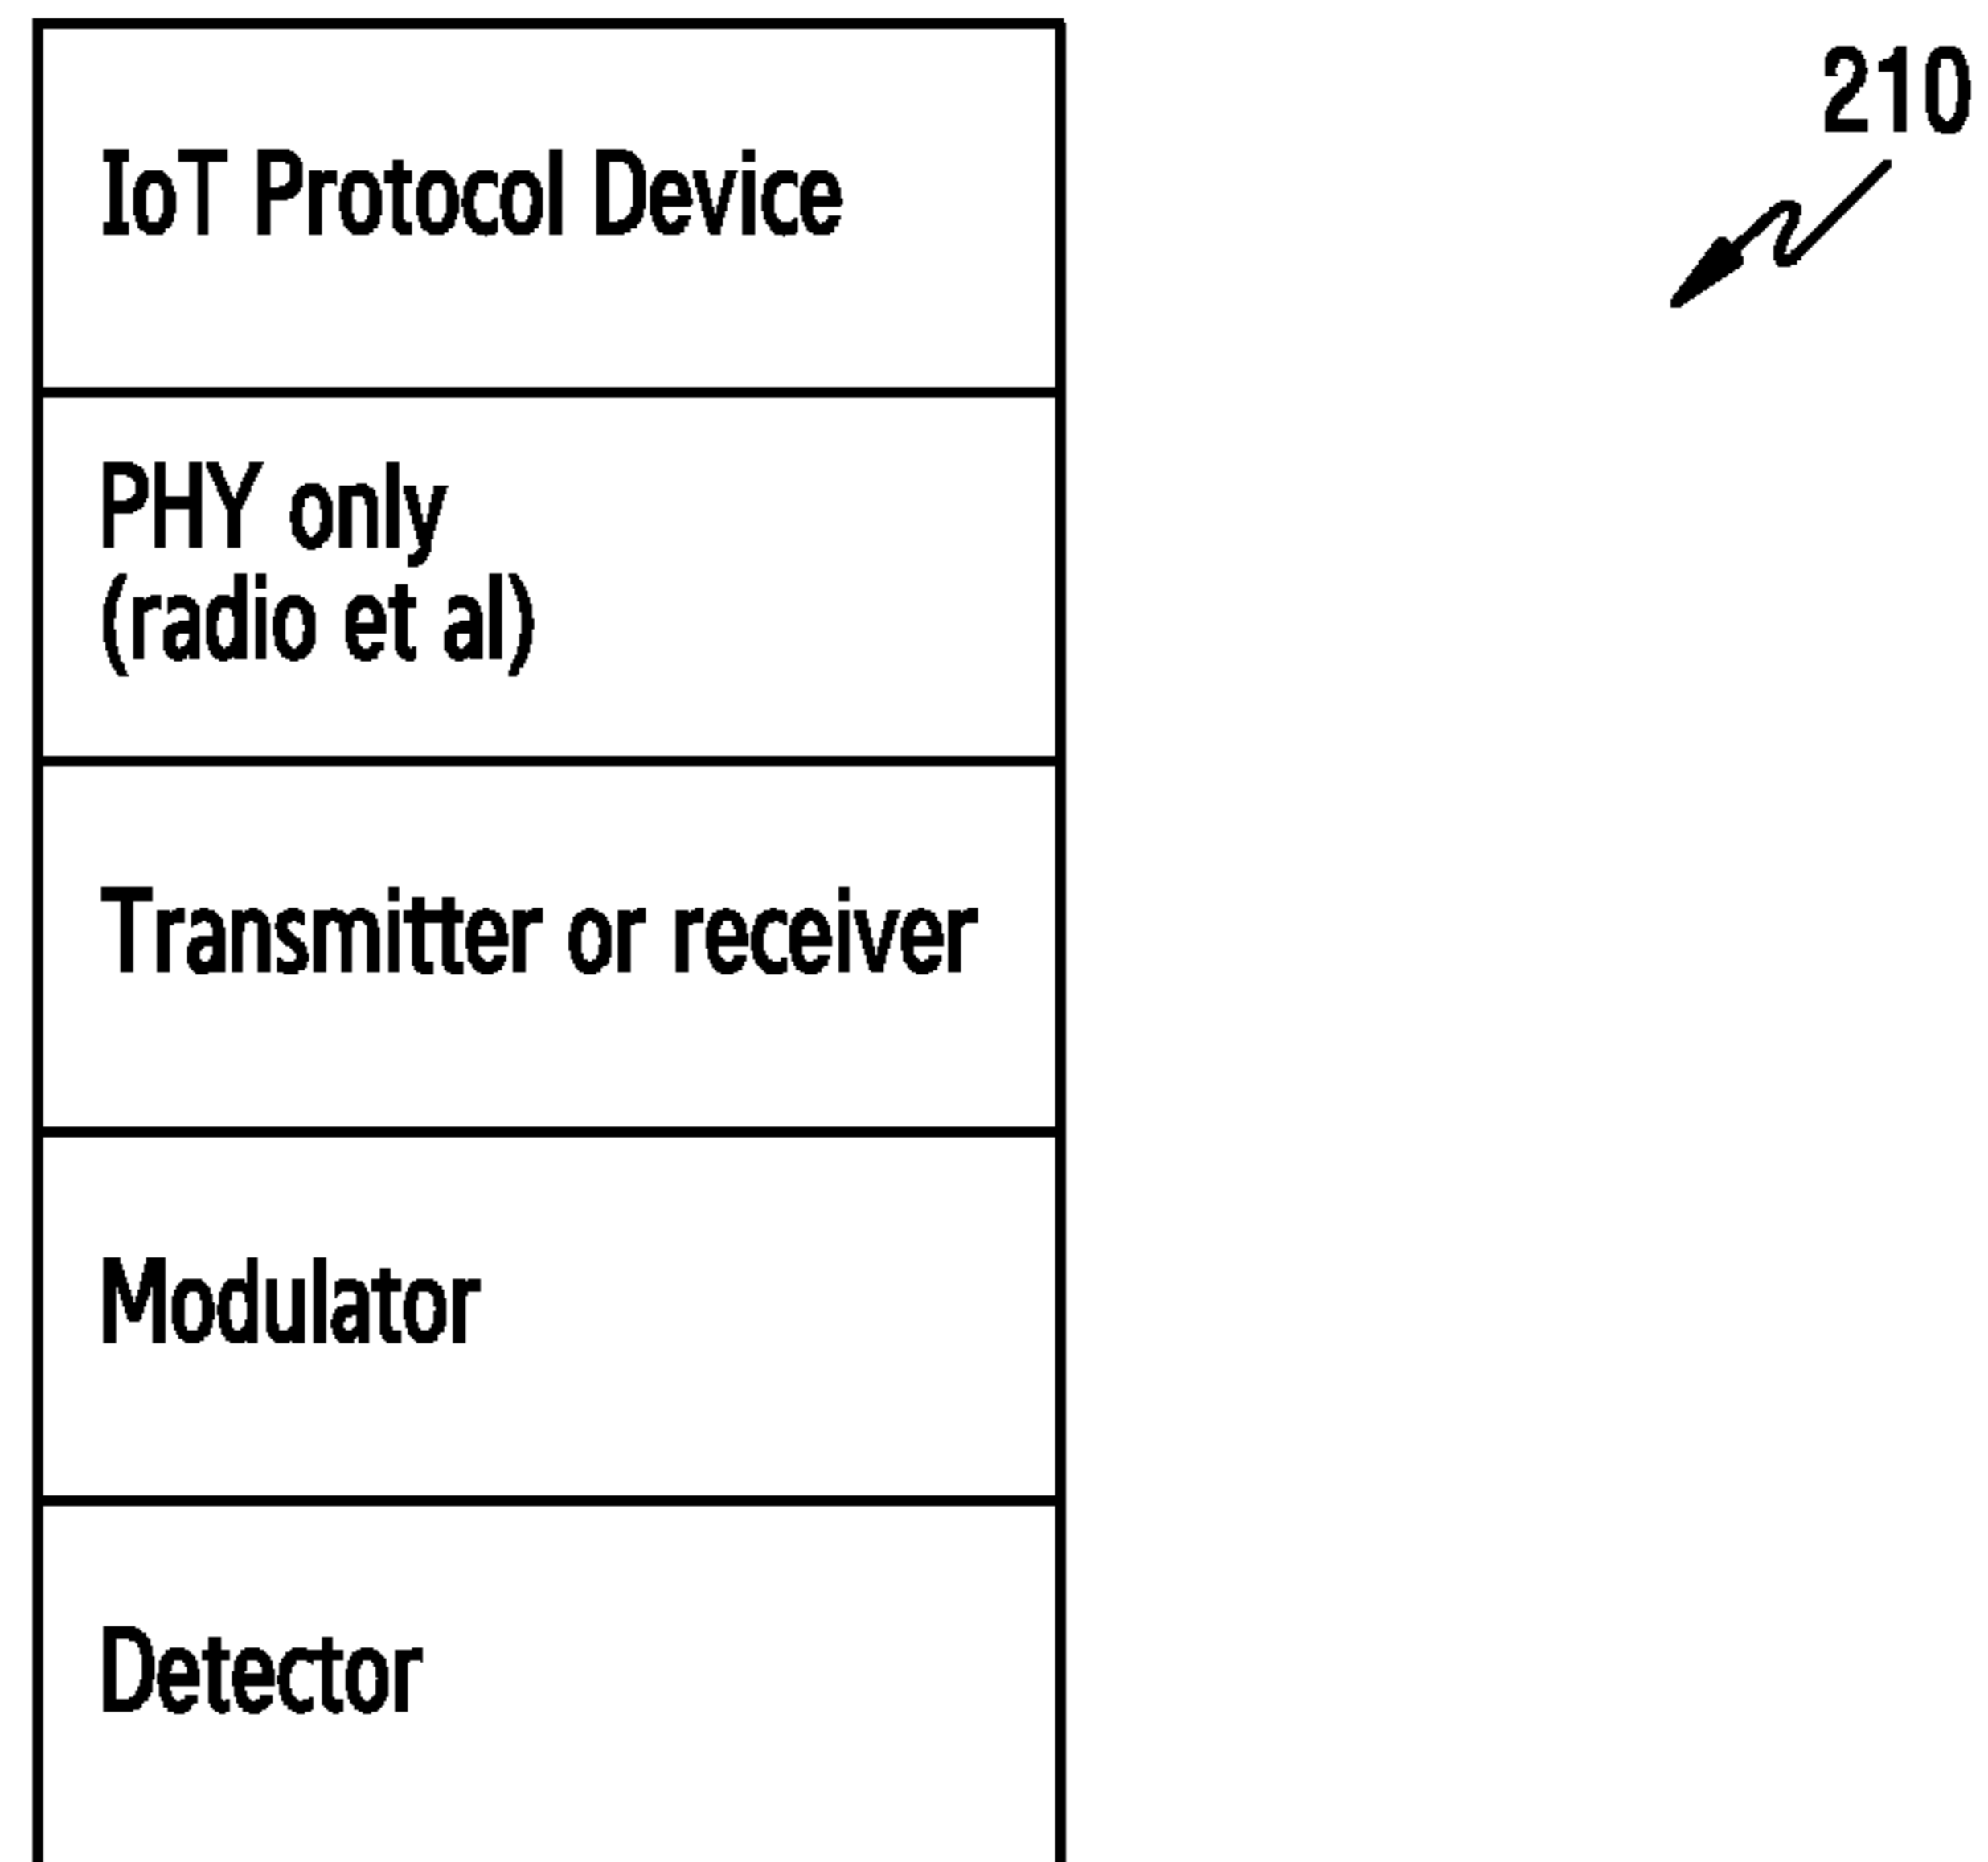 210
IoT Protocol Device
PHY only
(radio et al)
Transmitter or receiver
Modulator
Detector